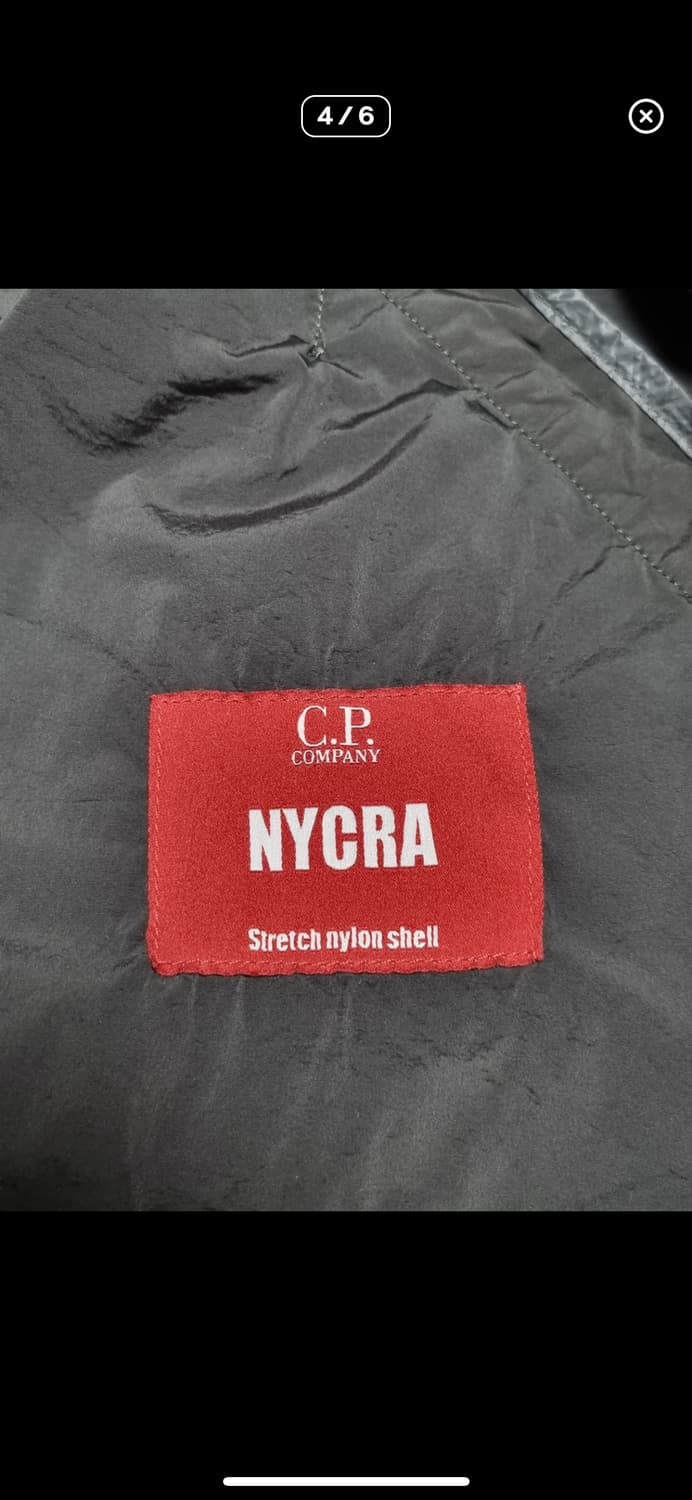 4/6
C.P.
COMPANY
NYCRA
Stretch nylon shell